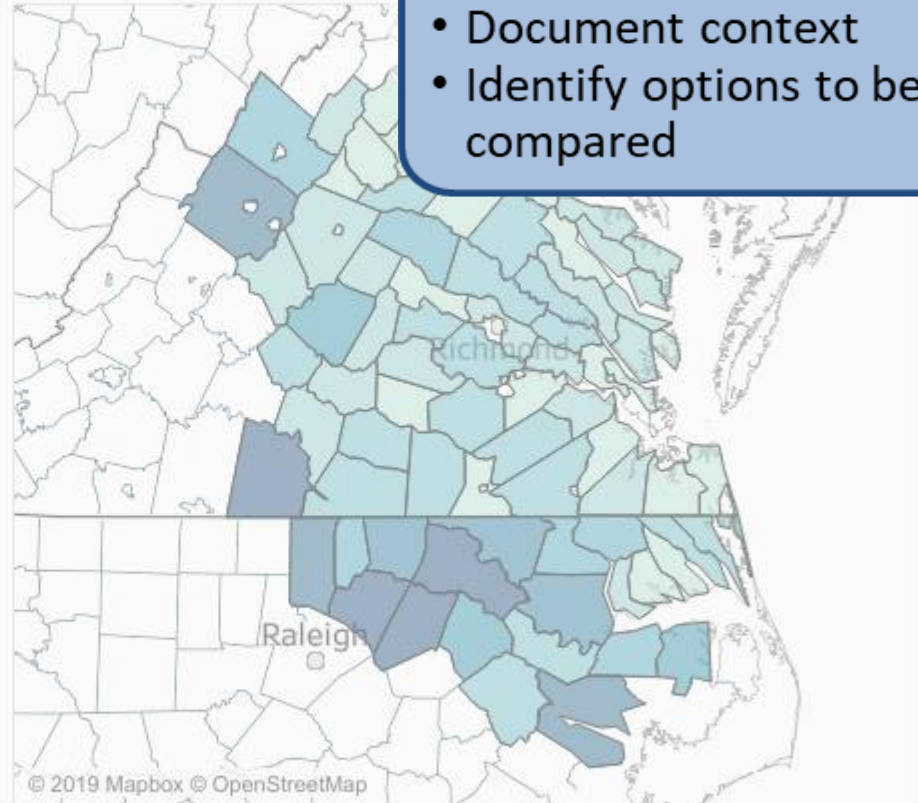 • Document context
• Identify options to be
compared
Richmond
Raleigh
© 2019 Mapbox © OpenStreetMap